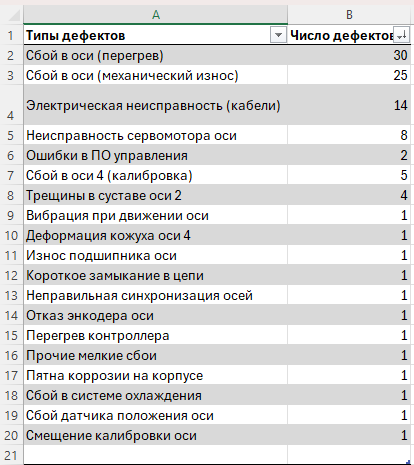 A B
1 Типы дефектов Число дефектов
2 Сбой в оси (перегрев) 30
3 Сбой в оси (механический износ) 25
4 Электрическая неисправность (кабели) 14
5 Неисправность сервомотора оси 8
6 Ошибки в ПО управления 2
7 Сбой в оси 4 (калибровка) 5
8 Трещины в суставе оси 2 4
9 Вибрация при движении оси 1
10 Деформация кожуха оси 4 1
11 Износ подшипника оси 1
12 Короткое замыкание в цепи 1
13 Неправильная синхронизация осей 1
14 Отказ энкодера оси 1
15 Перегрев контроллера 1
16 Прочие мелкие сбои 1
17 Пятна коррозии на корпусе 1
18 Сбой в системе охлаждения 1
19 Сбой датчика положения оси 1
20 Смещение калибровки оси 1
21